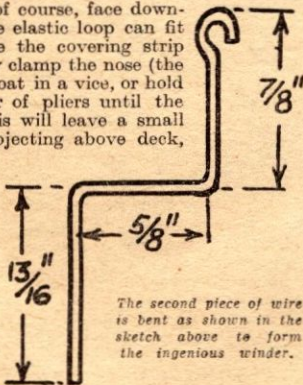 of course, face down-
e elastic loop can fit
e the covering strip
clamp the nose (the
oat in a vice, or hold
r of pliers until the
is will leave a small
ojecting above deck,
7/8"
5/8"
13/16
The second piece of wire
is bent as shown in the
sketch above to form
the ingenious winder.